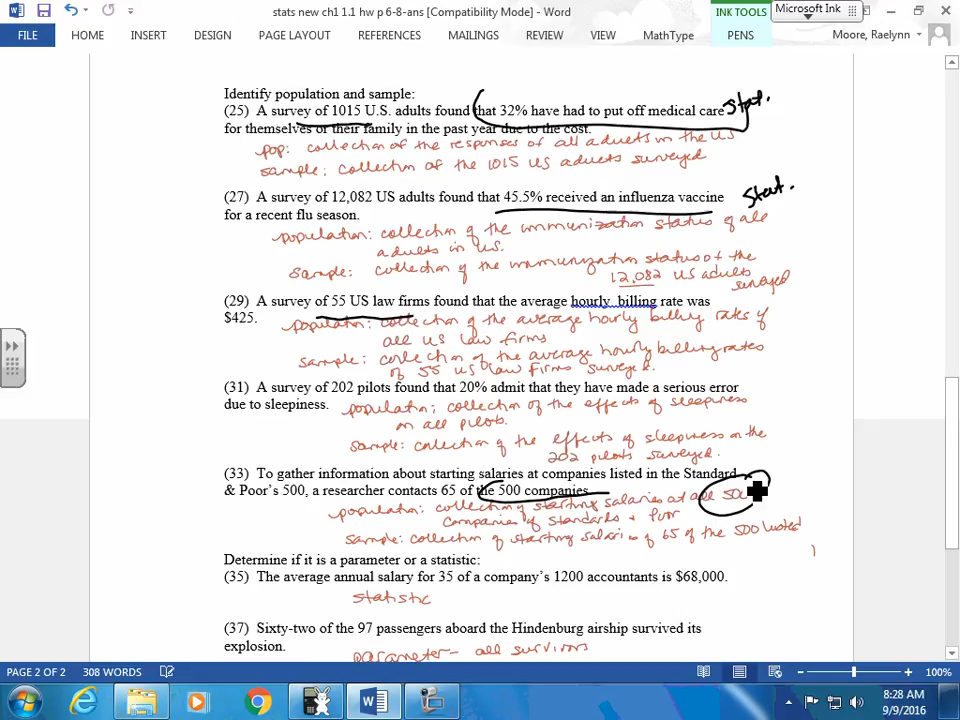 stats new ch1 1.1 hw p 6-8-ans [Compatibility Mode] - Word
INK TOOLS
Microsoft Ink
FILE HOME INSERT DESIGN PAGE LAYOUT REFERENCES MAILINGS REVIEW VIEW MathType PENS Moore, Raelynn
Identify population and sample:
(25) A survey of 1015 U.S. adults found that 32% have had to put off medical care Stat.
for themselves or their family in the past year due to the cost.
pop: collection of the responses of all adults in the US
sample: collection of the 1015 US adults surveyed
(27) A survey of 12,082 US adults found that 45.5% received an influenza vaccine Stat.
for a recent flu season.
population: collection of the immunization status of all
adults in US.
Sample: collection of the immunization status of the
12,082 US adults
surveyed
(29) A survey of 55 US law firms found that the average hourly billing rate was
$425.
population: collection of the average hourly billing rates of
all US law firms
Sample: collection of the average hourly billing rates
of 55 US law firms surveyed.
(31) A survey of 202 pilots found that 20% admit that they have made a serious error
due to sleepiness.
population: collection of the effects of sleepiness
on all pilots.
Sample: collection of the effects of sleepiness on the
202 pilots surveyed.
(33) To gather information about starting salaries at companies listed in the Standard
& Poor's 500, a researcher contacts 65 of the 500 companies.
population: collection of starting salaries at all 500
companies of Standards + Poor
Sample: collection of starting salaries of 65 of the 500 listed
Determine if it is a parameter or a statistic:
(35) The average annual salary for 35 of a company's 1200 accountants is $68,000.
statistic
(37) Sixty-two of the 97 passengers aboard the Hindenburg airship survived its
explosion.
parameter - all survivors
PAGE 2 OF 2 308 WORDS 100%
8:28 AM
9/9/2016